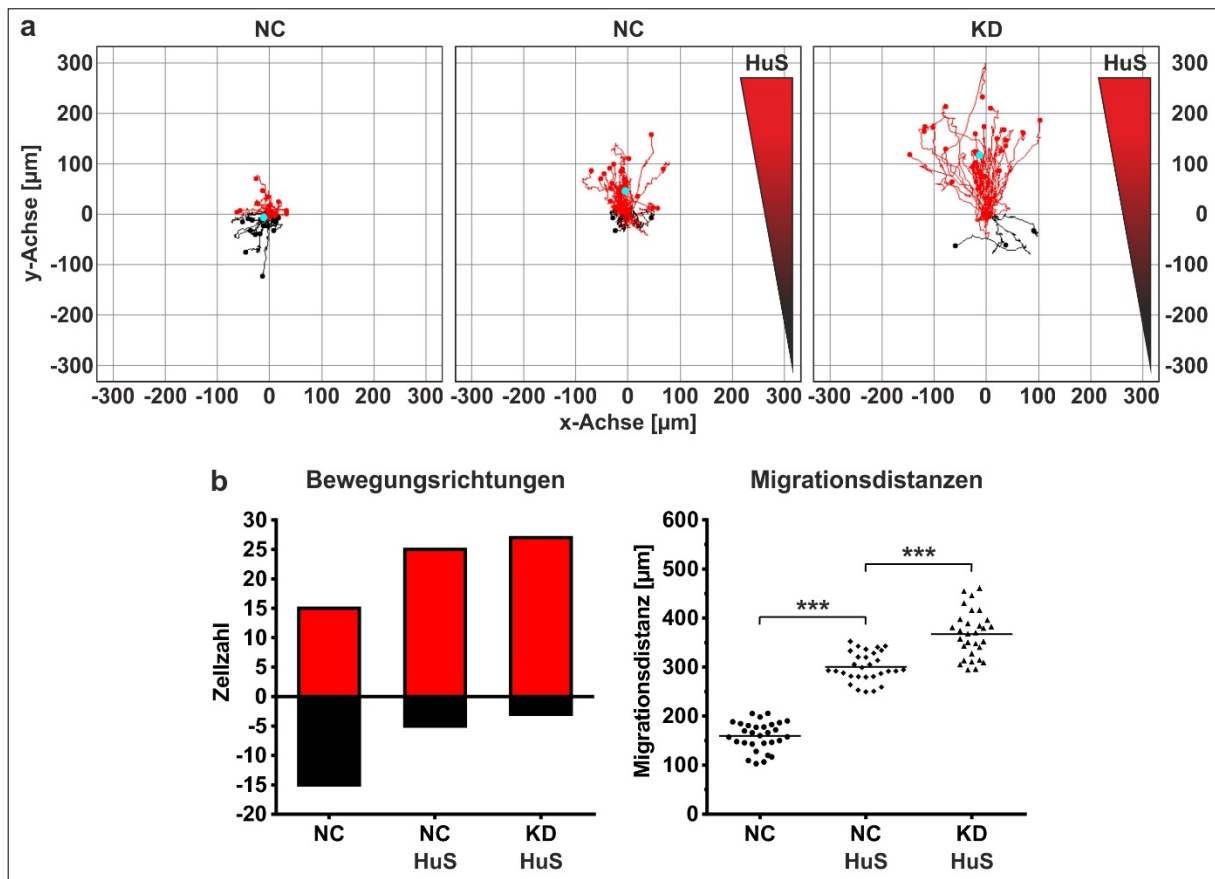 a
NC NC KD
HuS HuS
300 300
200 200
100 100
0 0
-100 -100
-200 -200
-300 -300
y-Achse [µm]
-300 -200 -100 0 100 200 300 -300 -200 -100 0 100 200 300 -300 -200 -100 0 100 200 300
x-Achse [µm]
b
Bewegungsrichtungen
30
25
20
15
10
5
0
-5
-10
-15
-20
Zellzahl
NC NC KD
HuS HuS
Migrationsdistanzen
600
500
400
300
200
100
0
Migrationsdistanz [µm]
***
***
NC NC KD
HuS HuS